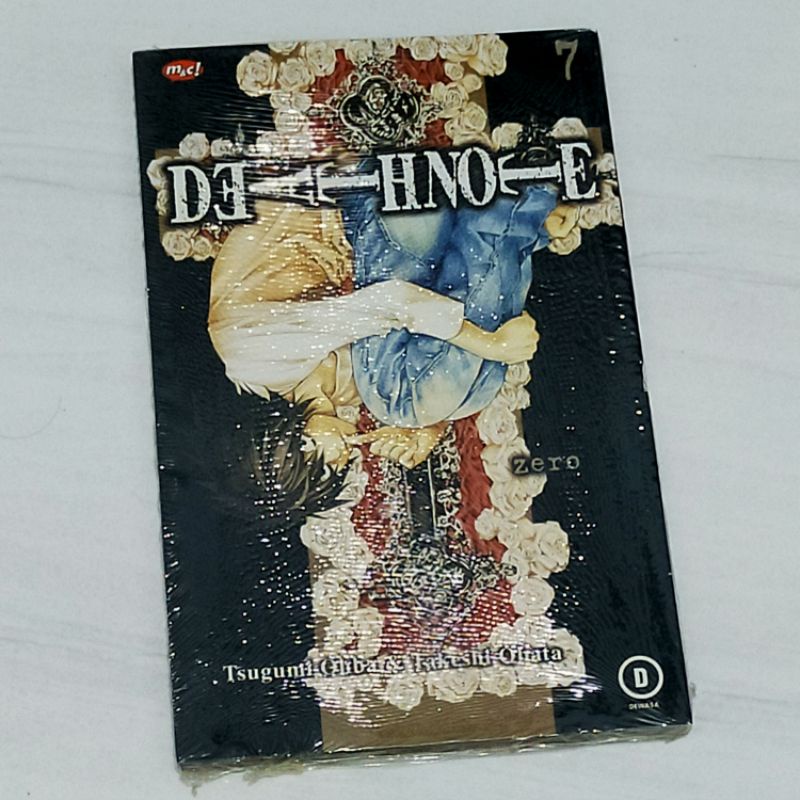 m&c!
7
DEATH NOTE
zero
Tsugumi Ohba & Takeshi Obata
D
DEWASA